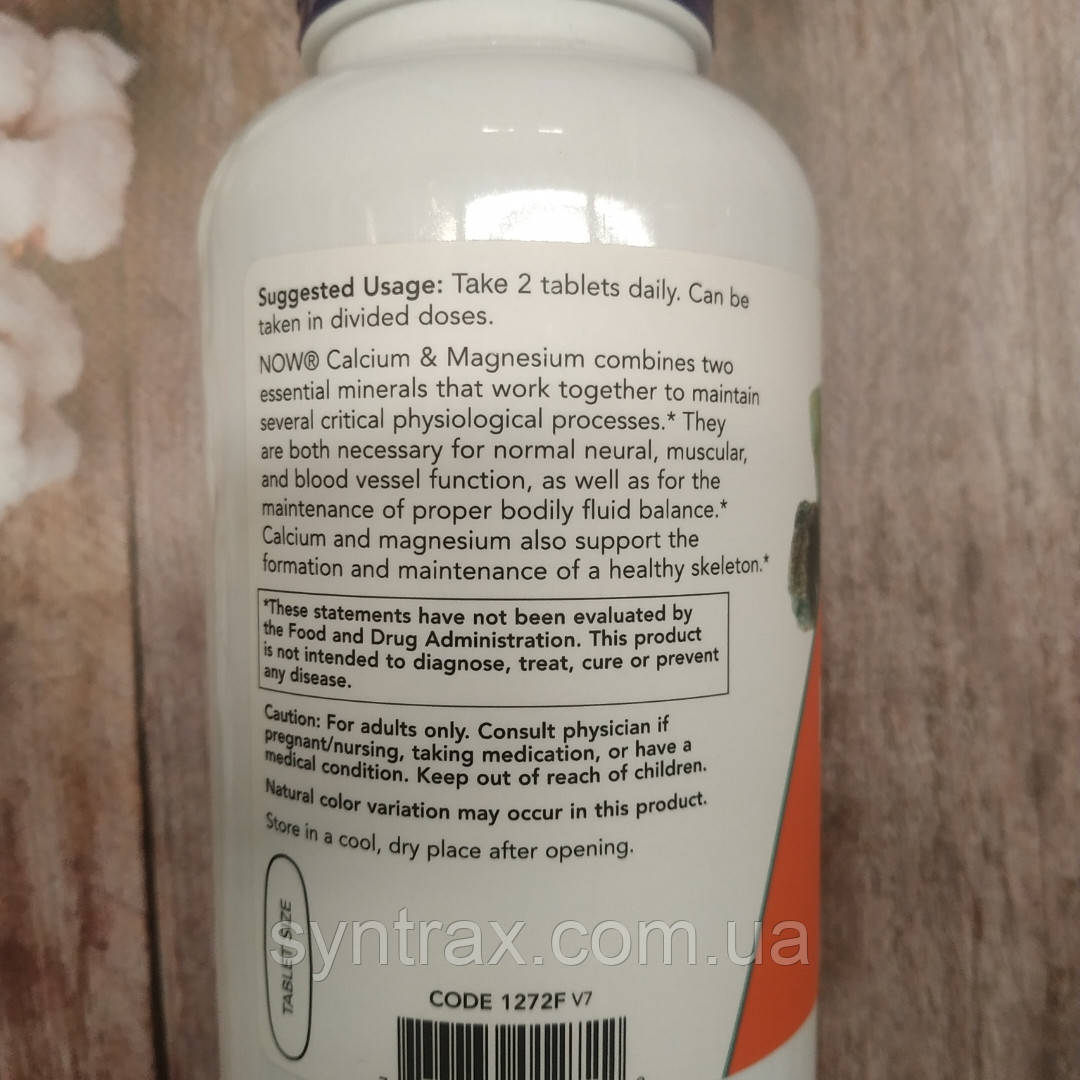 Suggested Usage: Take 2 tablets daily. Can be
taken in divided doses.
NOW® Calcium & Magnesium combines two
essential minerals that work together to maintain
several critical physiological processes.* They
are both necessary for normal neural, muscular,
and blood vessel function, as well as for the
maintenance of proper bodily fluid balance.*
Calcium and magnesium also support the
formation and maintenance of a healthy skeleton.*
*These statements have not been evaluated by
the Food and Drug Administration. This product
is not intended to diagnose, treat, cure or prevent
any disease.
Caution: For adults only. Consult physician if
pregnant/nursing, taking medication, or have a
medical condition. Keep out of reach of children.
Natural color variation may occur in this product.
Store in a cool, dry place after opening.
TABLET SIZE
syntrax.com.ua
CODE 1272F V7